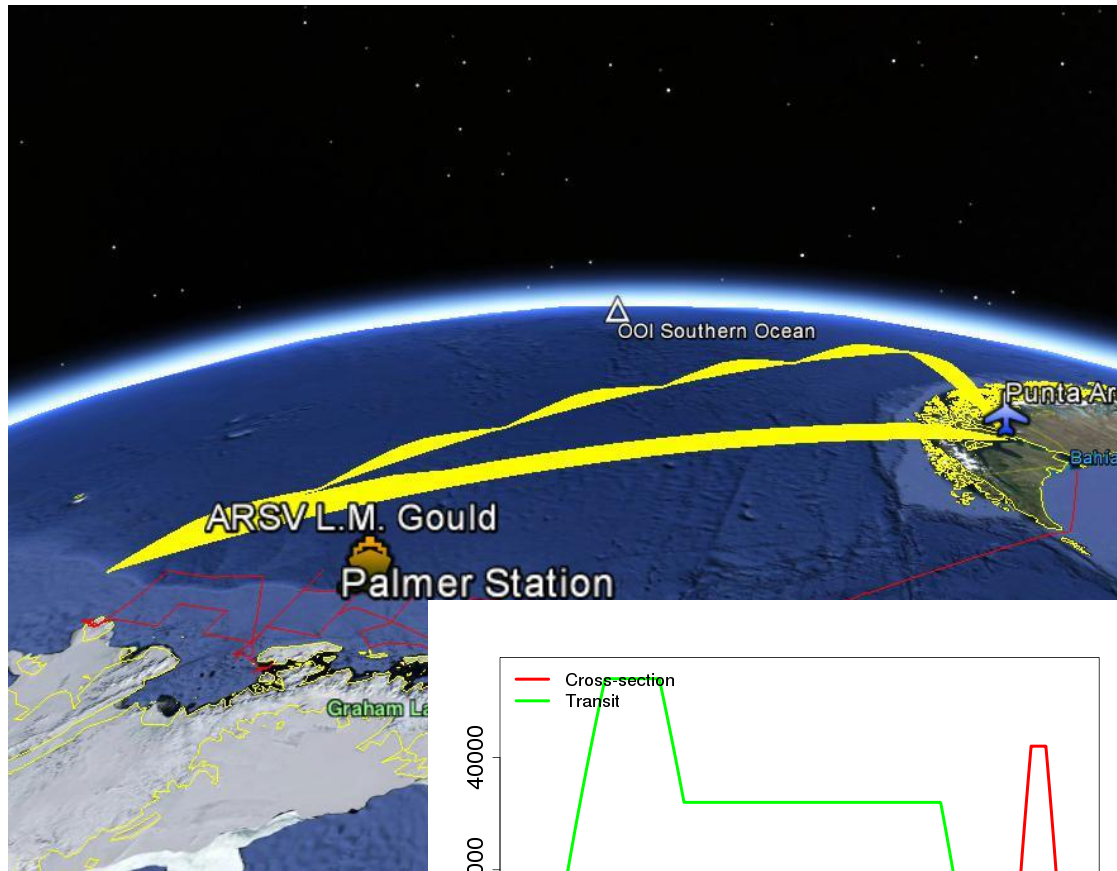 OOI Southern Ocean
Punta Ar
Bahia
ARSV L.M. Gould
Palmer Station
Graham La
Cross-section
Transit
40000
000